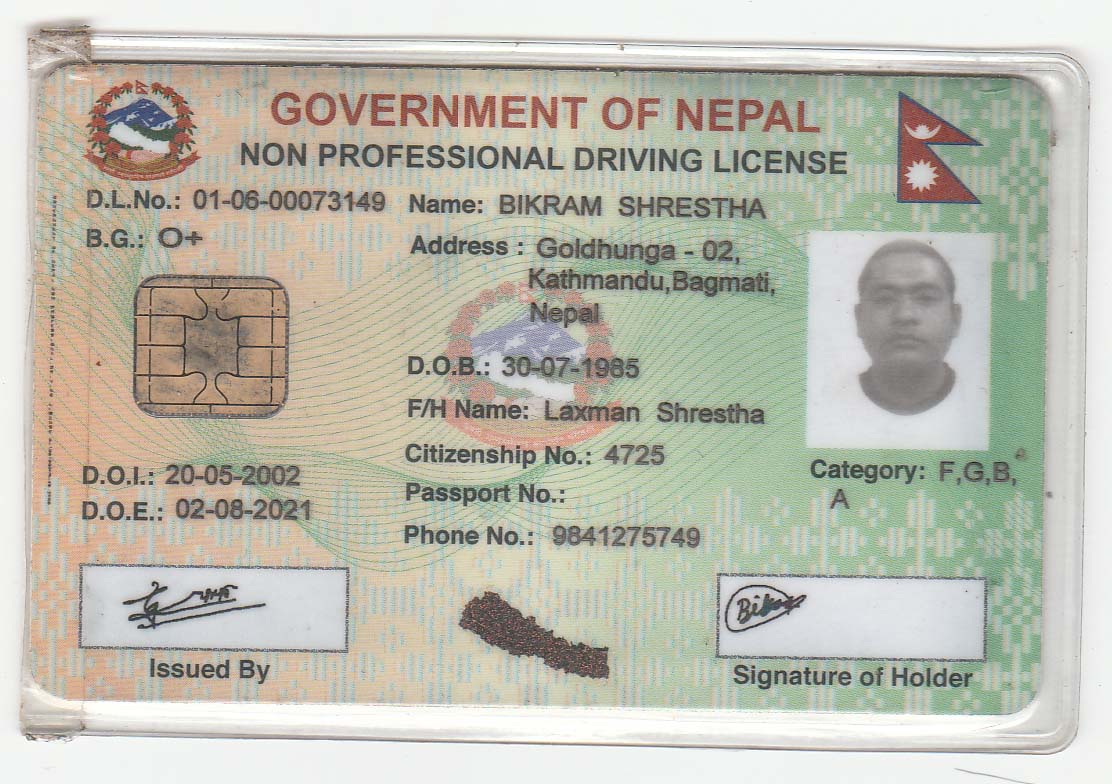 GOVERNMENT OF NEPAL
NON PROFESSIONAL DRIVING LICENSE
D.L.No.: 01-06-00073149
B.G.: O+
Name: BIKRAM SHRESTHA
Address : Goldhunga - 02,
Kathmandu,Bagmati,
Nepal
D.O.B.: 30-07-1985
F/H Name: Laxman Shrestha
Citizenship No.: 4725
Passport No.:
Phone No.: 9841275749
D.O.I.: 20-05-2002
D.O.E.: 02-08-2021
Category: F,G,B,
A
Issued By
Signature of Holder